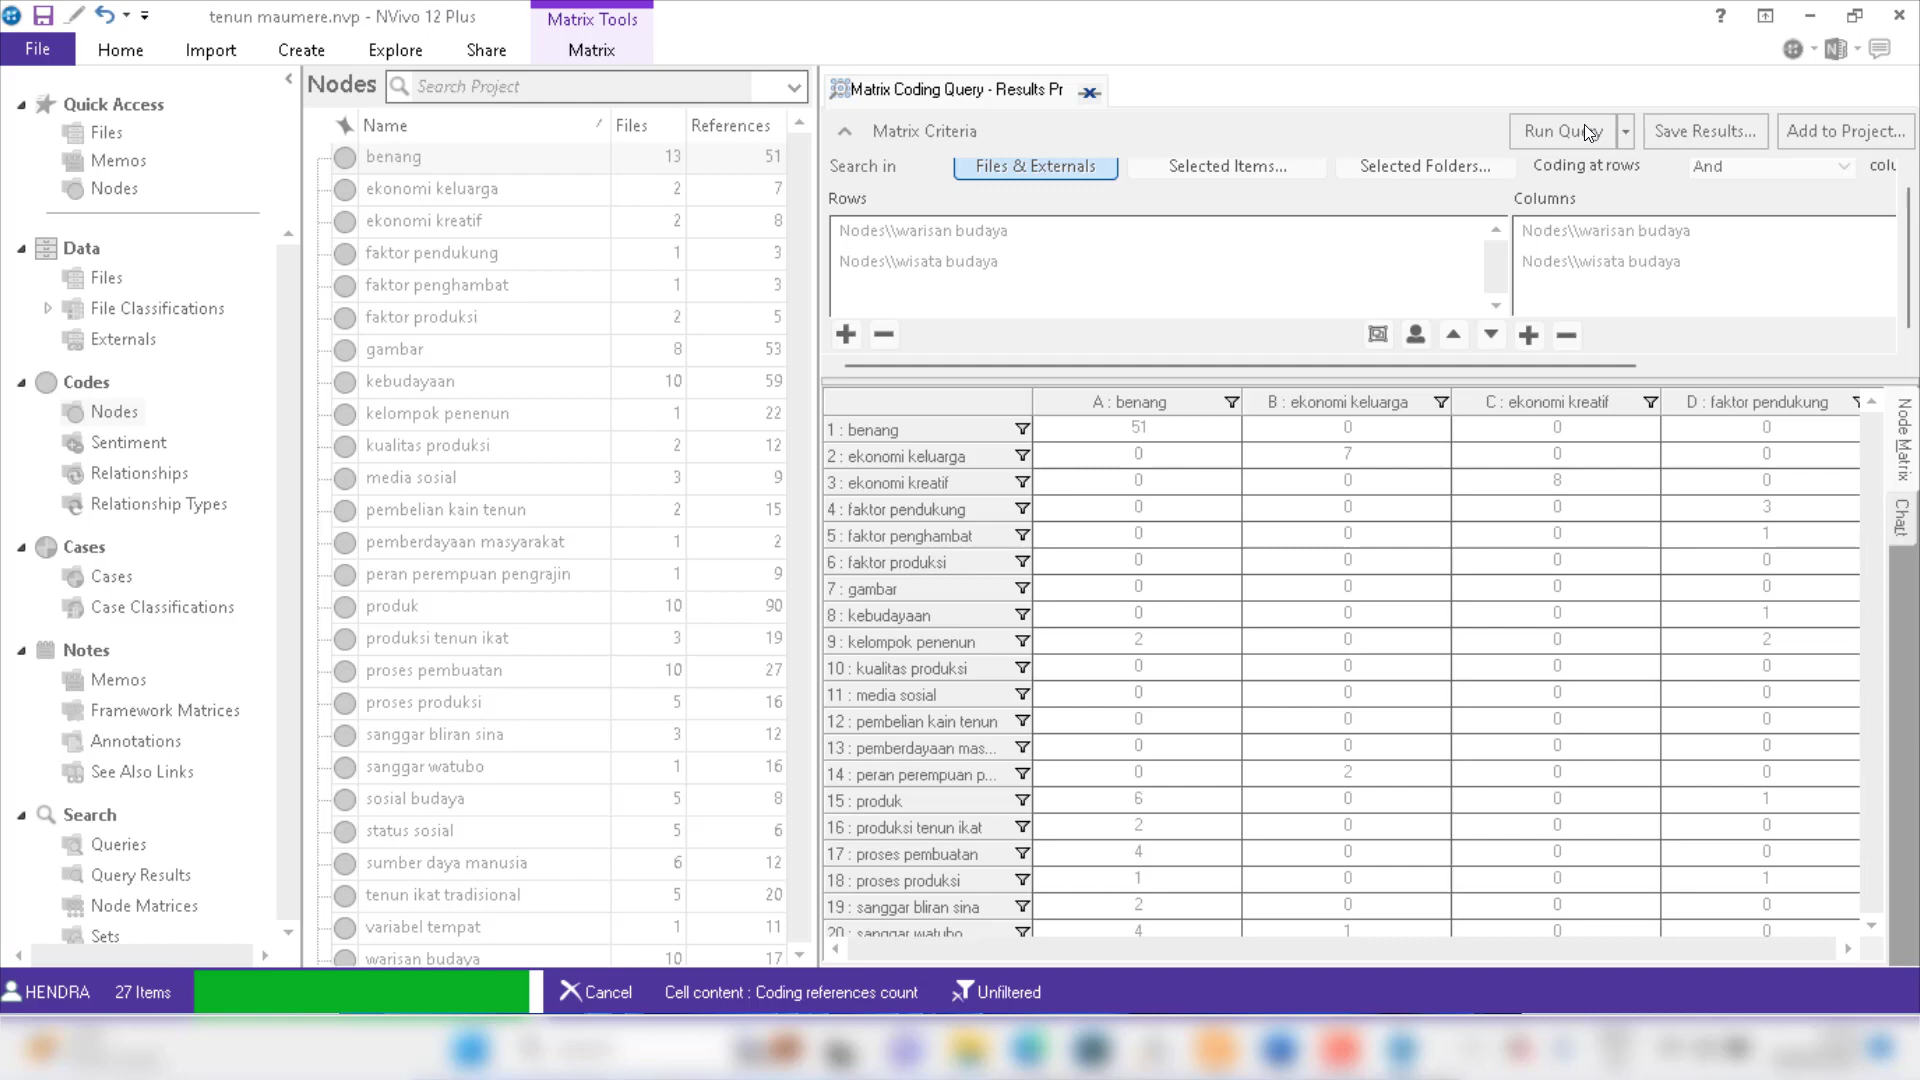 tenun maumere.nvp - NVivo 12 Plus
Matrix Tools
?
File
Home
Import
Create
Explore
Share
Matrix
Quick Access
Files
Memos
Nodes
Data
Files
File Classifications
Externals
Codes
Nodes
Sentiment
Relationships
Relationship Types
Cases
Cases
Case Classifications
Notes
Memos
Framework Matrices
Annotations
See Also Links
Search
Queries
Query Results
Node Matrices
Sets
Nodes
Search Project
Name Files References
benang 13 51
ekonomi keluarga 2 7
ekonomi kreatif 2 8
faktor pendukung 1 3
faktor penghambat 1 3
faktor produksi 2 5
gambar 8 53
kebudayaan 10 59
kelompok penenun 1 22
kualitas produksi 2 12
media sosial 3 9
pembelian kain tenun 2 15
pemberdayaan masyarakat 1 2
peran perempuan pengrajin 1 9
produk 10 90
produksi tenun ikat 3 19
proses pembuatan 10 27
proses produksi 5 16
sanggar bliran sina 3 12
sanggar watubo 1 16
sosial budaya 5 8
status sosial 5 6
sumber daya manusia 6 12
tenun ikat tradisional 5 20
variabel tempat 1 11
warisan budaya 10 17
Matrix Coding Query - Results Pr
Matrix Criteria
Run Query
Save Results...
Add to Project...
Search in
Files & Externals
Selected Items...
Selected Folders...
Coding at rows
And
colu
Rows
Nodes\\warisan budaya
Nodes\\wisata budaya
Columns
Nodes\\warisan budaya
Nodes\\wisata budaya
A : benang B : ekonomi keluarga C : ekonomi kreatif D : faktor pendukung
1 : benang 51 0 0 0
2 : ekonomi keluarga 0 7 0 0
3 : ekonomi kreatif 0 0 8 0
4 : faktor pendukung 0 0 0 3
5 : faktor penghambat 0 0 0 1
6 : faktor produksi 0 0 0 0
7 : gambar 0 0 0 0
8 : kebudayaan 0 0 0 1
9 : kelompok penenun 2 0 0 2
10 : kualitas produksi 0 0 0 0
11 : media sosial 0 0 0 0
12 : pembelian kain tenun 0 0 0 0
13 : pemberdayaan mas... 0 0 0 0
14 : peran perempuan p... 0 2 0 0
15 : produk 6 0 0 1
16 : produksi tenun ikat 2 0 0 0
17 : proses pembuatan 4 0 0 0
18 : proses produksi 1 0 0 1
19 : sanggar bliran sina 2 0 0 0
20 : sanggar watubo 4 1 0 0
Node Matrix
Chart
HENDRA
27 Items
Cancel
Cell content : Coding references count
Unfiltered